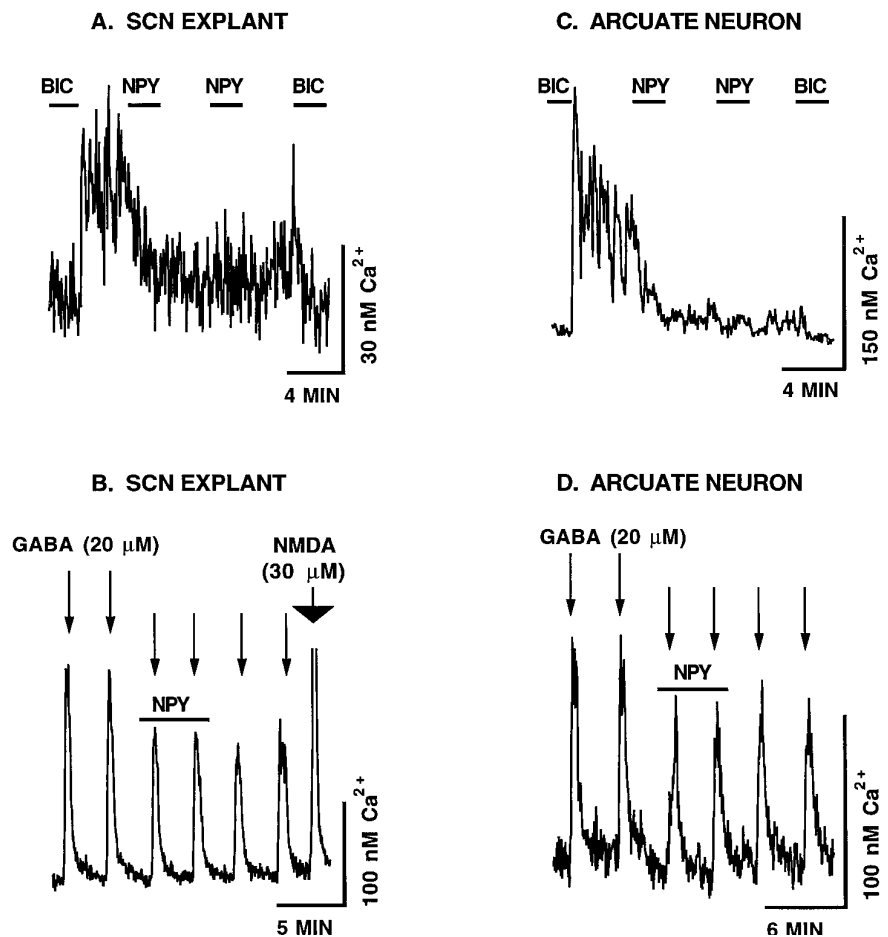 A. SCN EXPLANT
BIC NPY NPY BIC
30 nM Ca2+
4 MIN
C. ARCUATE NEURON
BIC NPY NPY BIC
150 nM Ca2+
4 MIN
B. SCN EXPLANT
GABA (20 μM)
NMDA
(30 μM)
NPY
100 nM Ca2+
5 MIN
D. ARCUATE NEURON
GABA (20 μM)
NPY
100 nM Ca2+
6 MIN